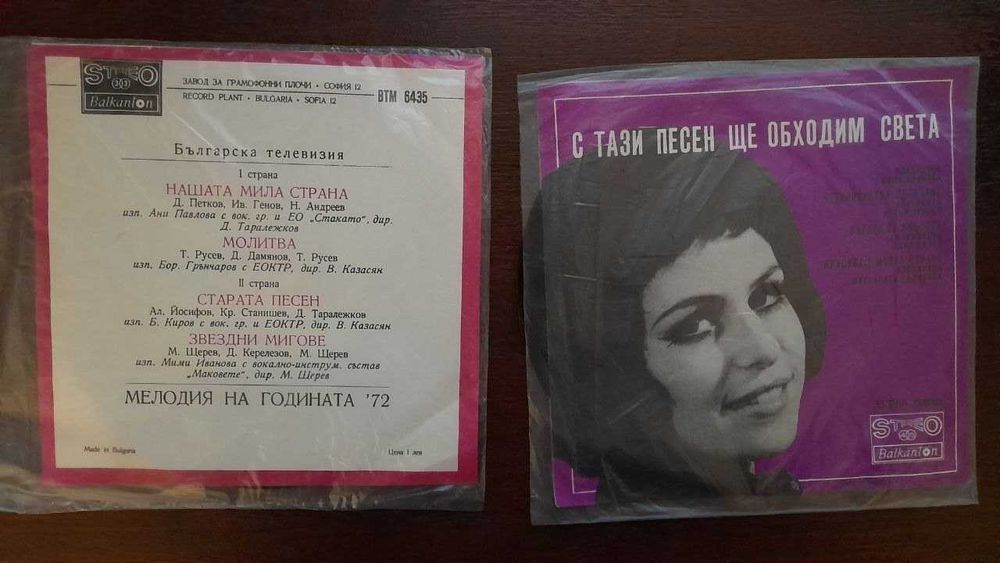 STEREO
33
Balkanton
ЗАВОД ЗА ГРАМОФОННИ ПЛОЧИ • СОФИЯ 12
RECORD PLANT • BULGARIA • SOFIA 12
ВТМ 6435
Българска телевизия
I страна
НАШАТА МИЛА СТРАНА
Д. Петков, Ив. Генов, Н. Андреев
изп. Ани Павлова с вок. гр. и ЕО „Стакато", дир.
Д. Таралежков
МОЛИТВА
Т. Русев, Д. Дамянов, Т. Русев
изп. Бор. Грънчаров с ЕОКТР, дир. В. Казасян
II страна
СТАРАТА ПЕСЕН
Ал. Йосифов, Кр. Станишев, Д. Таралежков
изп. Б. Киров с вок. гр. и ЕОКТР, дир. В. Казасян
ЗВЕЗДНИ МИГОВЕ
М. Щерев, Д. Керелезов, М. Щерев
изп. Мими Иванова с вокално-инструм. състав
„Маковете", дир. М. Щерев
МЕЛОДИЯ НА ГОДИНАТА '72
Made in Bulgaria
Цена 1 лев
С ТАЗИ ПЕСЕН ЩЕ ОБХОДИМ СВЕТА
STEREO
Balkanton